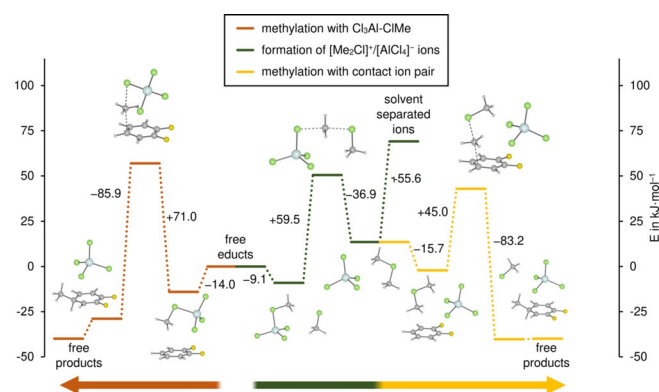 methylation with Cl₃Al-ClMe
formation of [Me₂Cl]⁺/[AlCl₄]⁻ ions
methylation with contact ion pair
100
75
50
25
0
-25
-50
−85.9
+71.0
−14.0
free
educts
−9.1
+59.5
−36.9
solvent
separated
ions
+55.6
−15.7
+45.0
−83.2
free
products
free
products
100
75
50
25
0
-25
-50
E in kJ·mol⁻¹